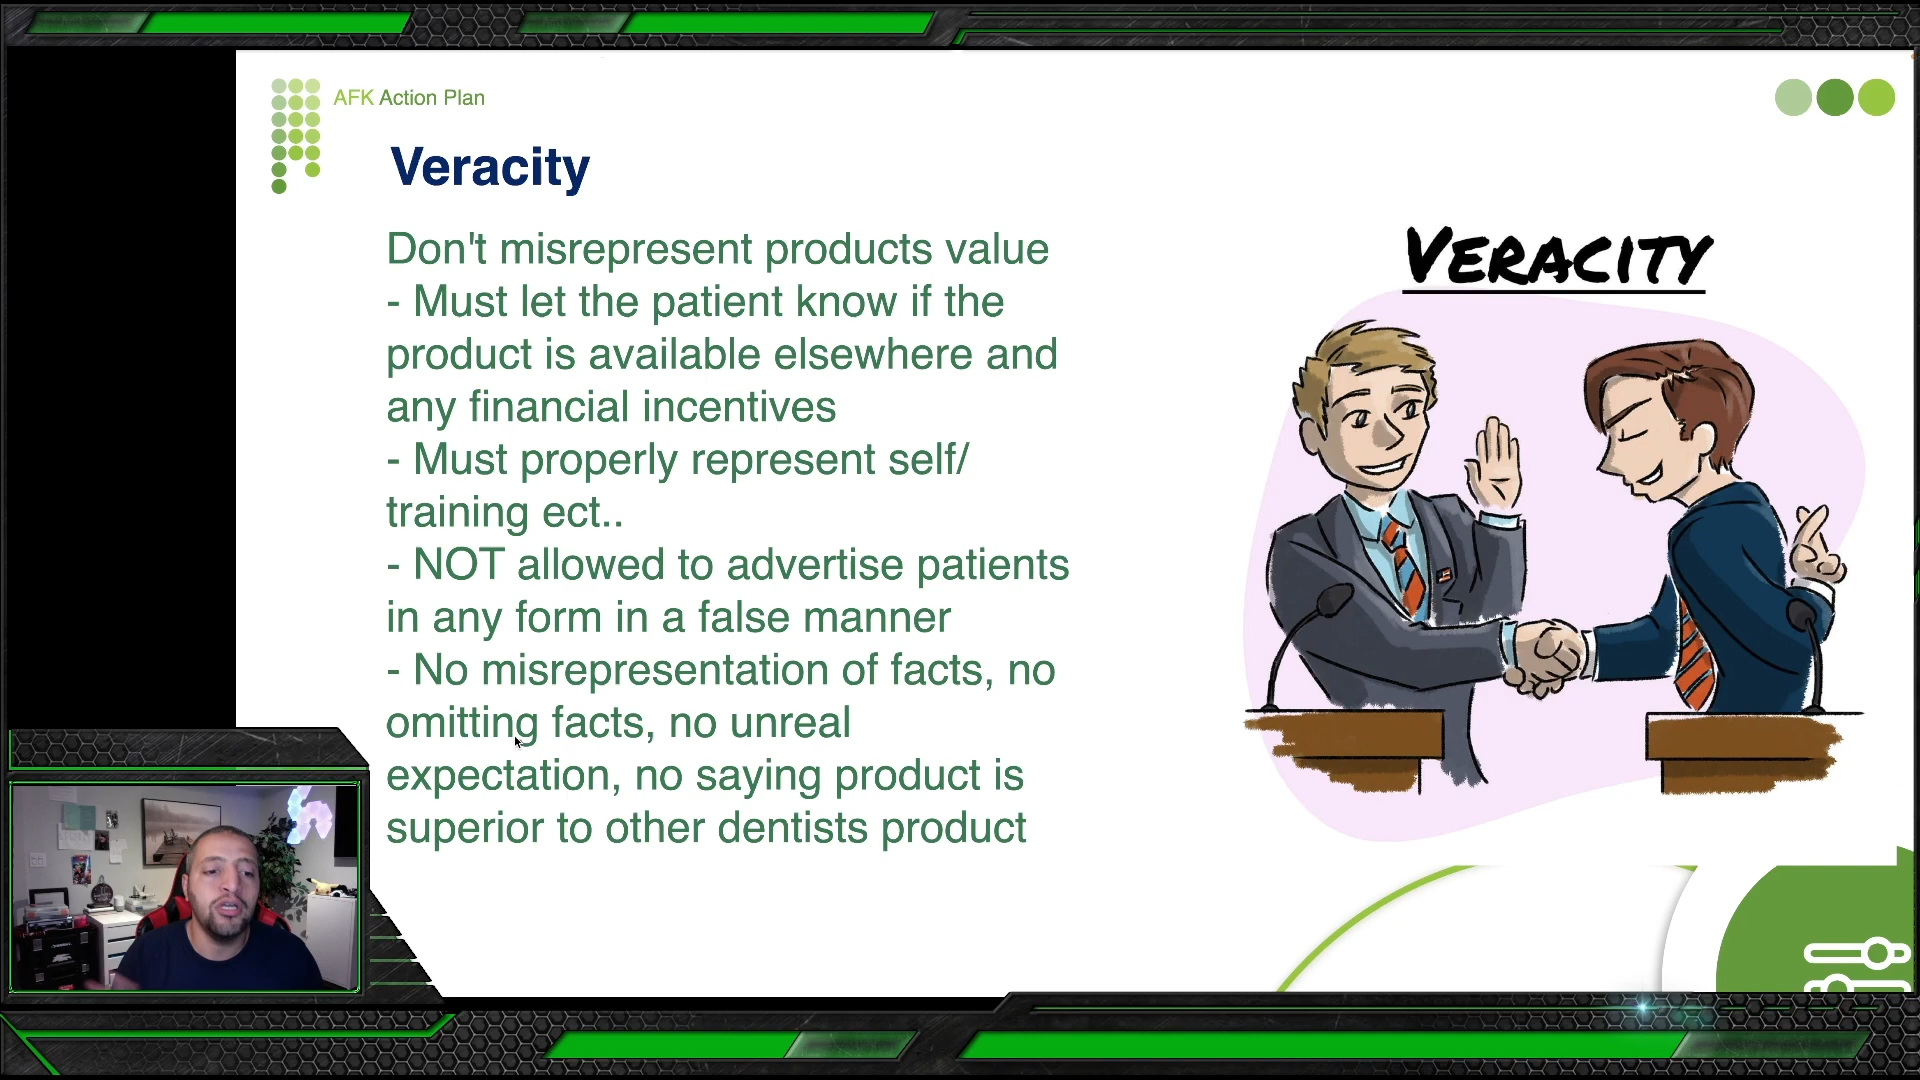 AFK Action Plan
Veracity
Don't misrepresent products value
- Must let the patient know if the
product is available elsewhere and
any financial incentives
- Must properly represent self/
training ect..
- NOT allowed to advertise patients
in any form in a false manner
- No misrepresentation of facts, no
omitting facts, no unreal
expectation, no saying product is
superior to other dentists product
VERACITY